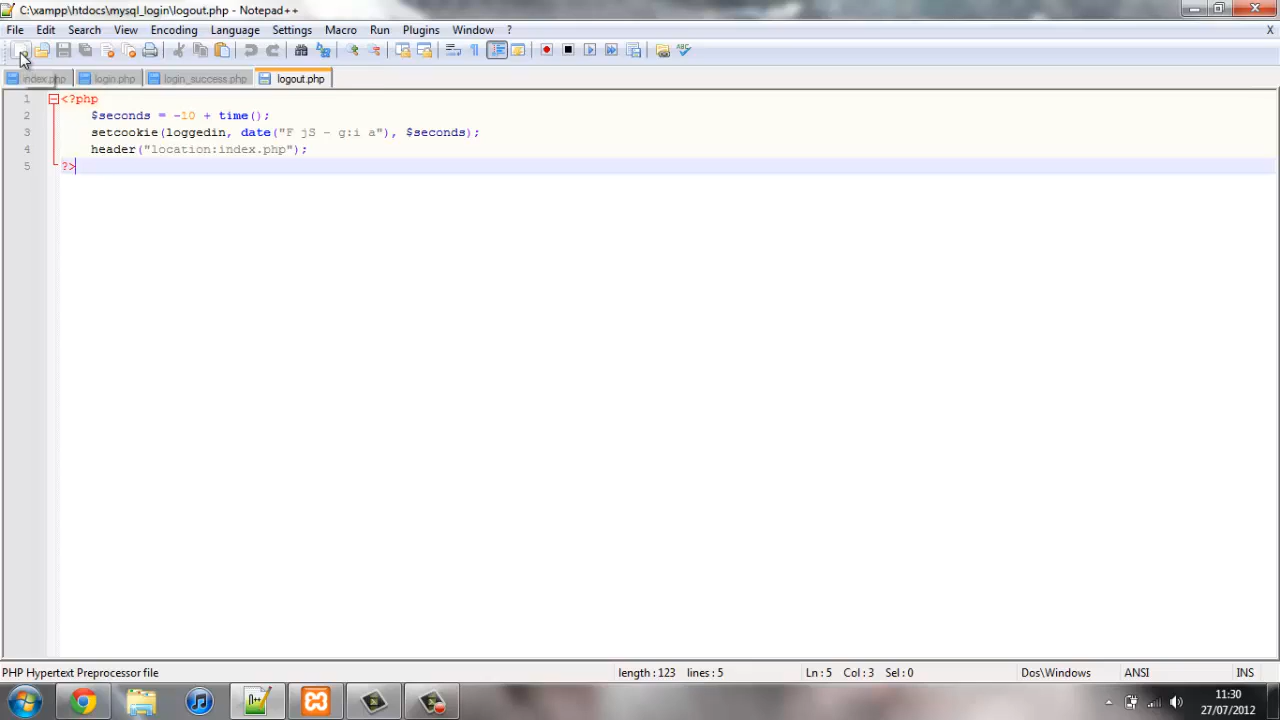 C:\xampp\htdocs\mysql_login\logout.php - Notepad++
File Edit Search View Encoding Language Settings Macro Run Plugins Window ? X
index.php login.php login_success.php logout.php
1 <?php
2 $seconds = -10 + time();
3 setcookie(loggedin, date("F jS - g:i a"), $seconds);
4 header("location:index.php");
5 ?>
PHP Hypertext Preprocessor file length : 123 lines : 5 Ln : 5 Col : 3 Sel : 0 Dos\Windows ANSI INS
11:30
27/07/2012